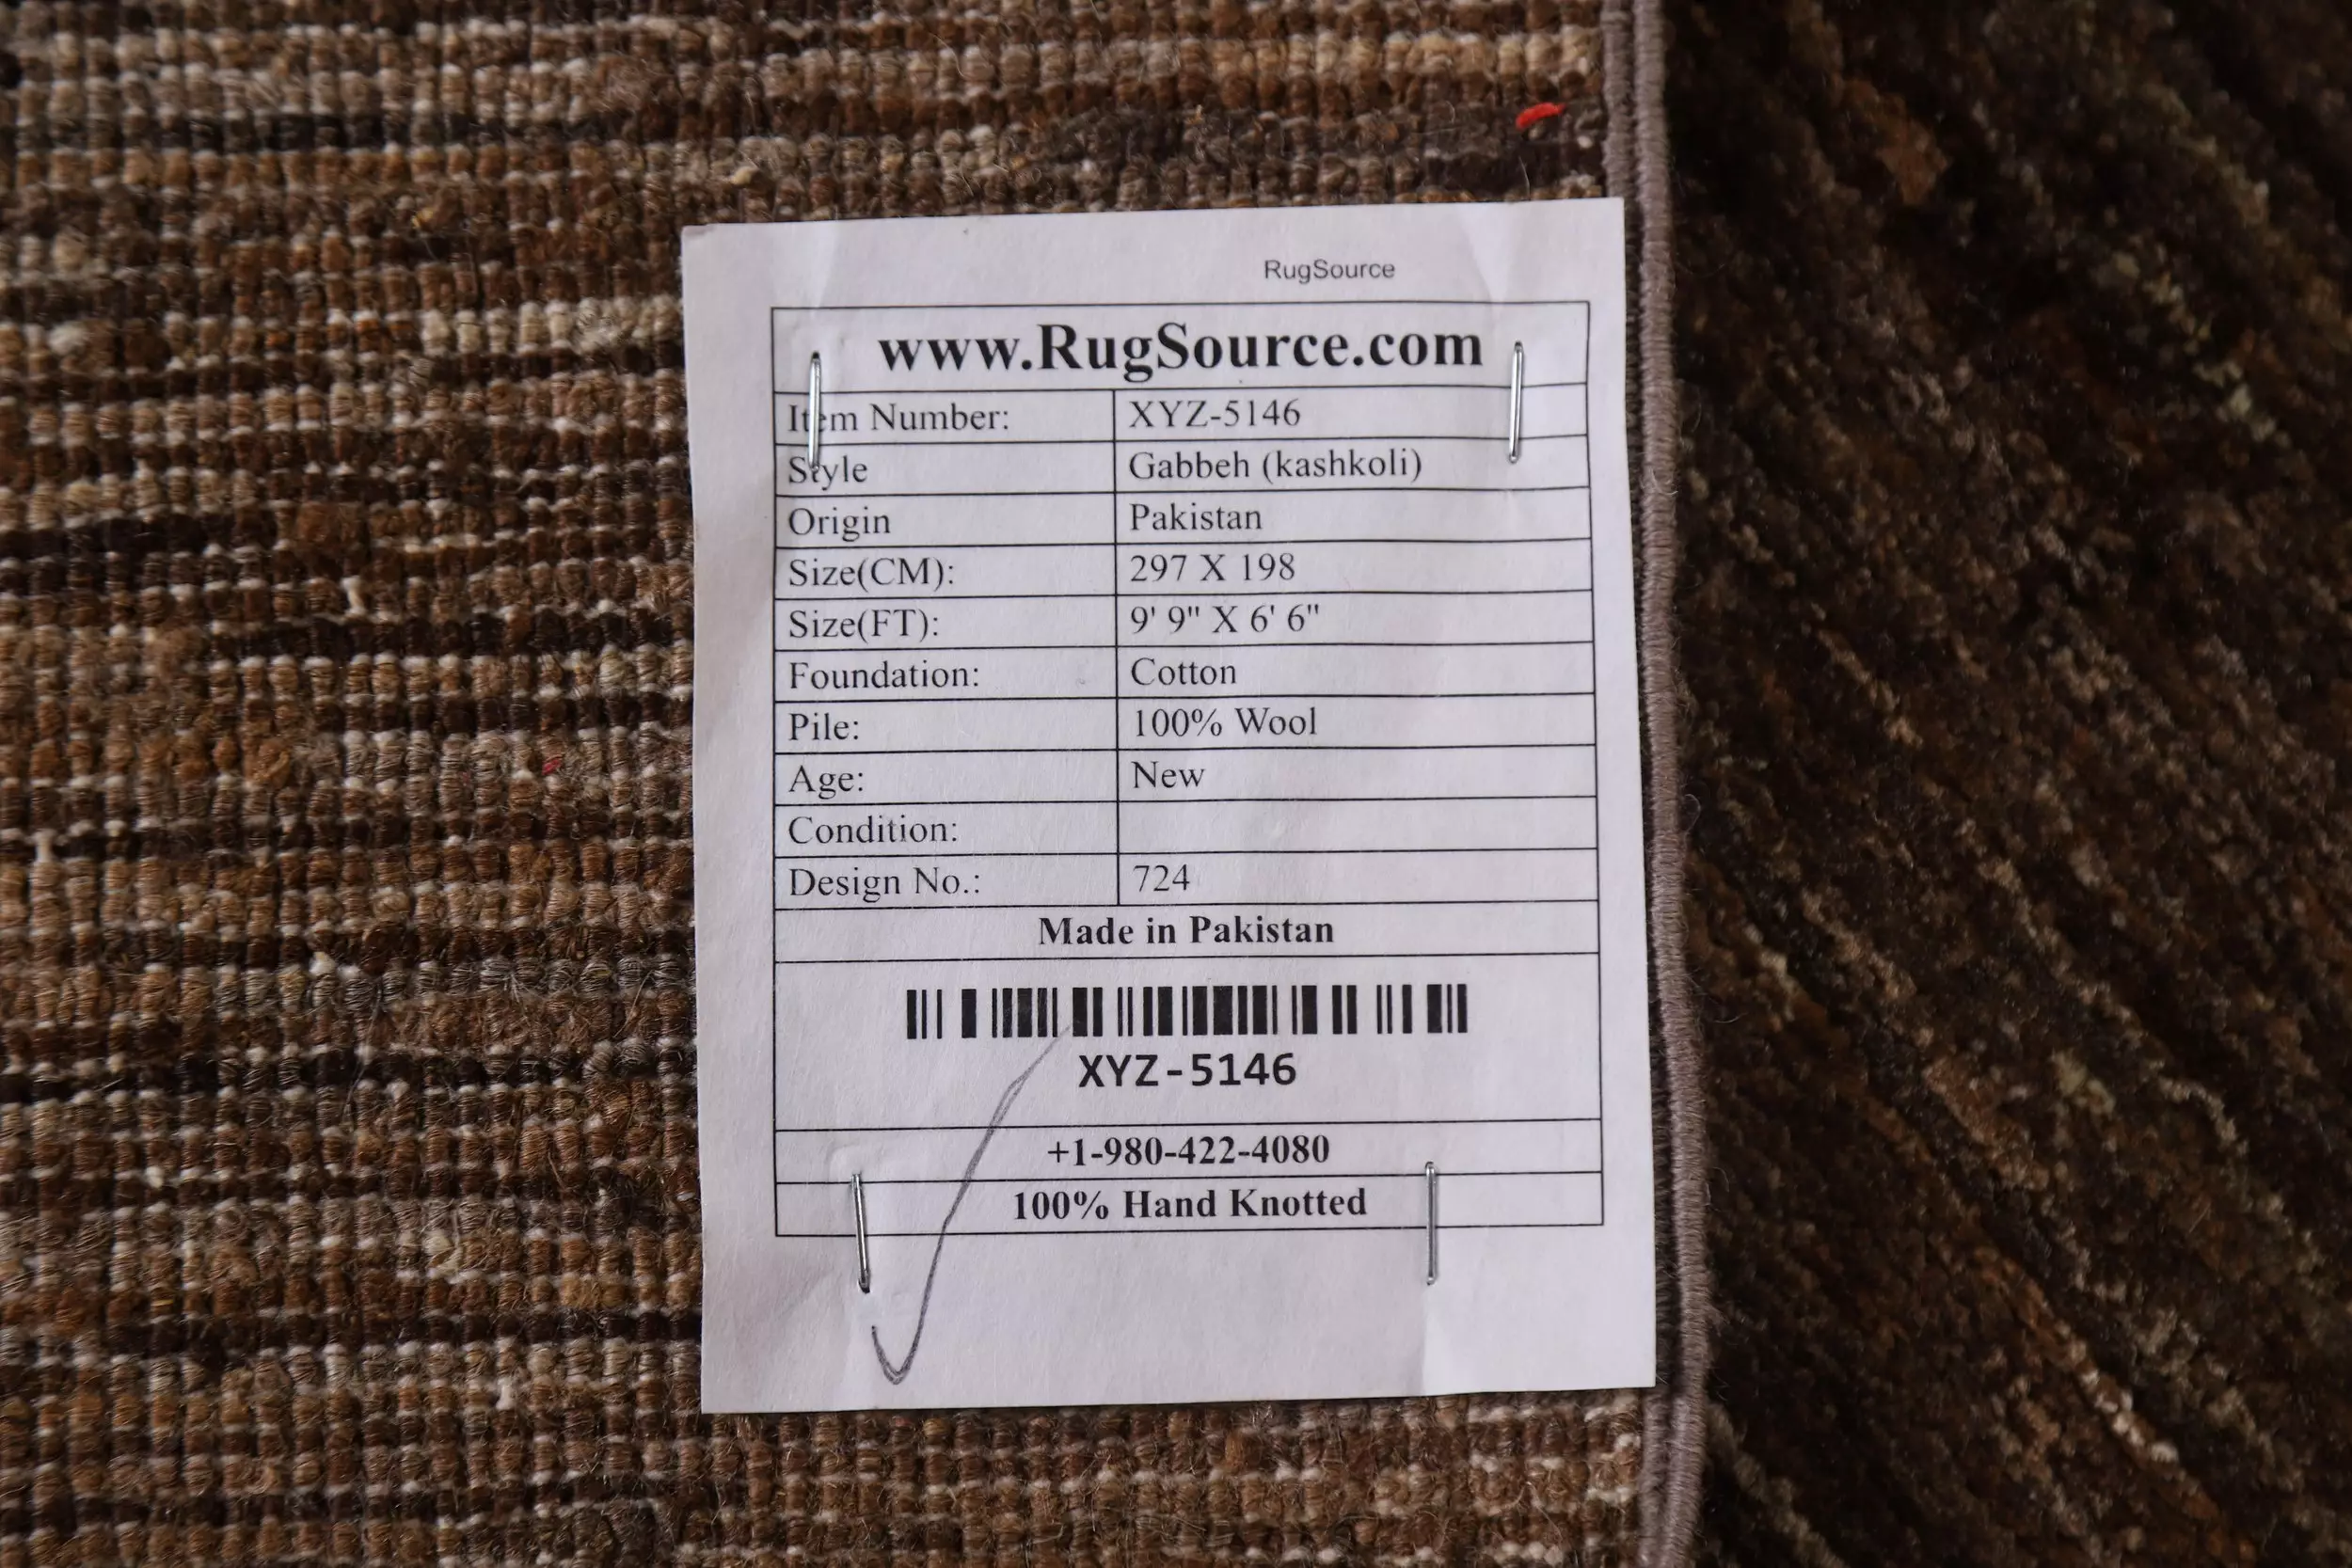 RugSource
www.RugSource.com
Item Number: XYZ-5146
Style Gabbeh (kashkoli)
Origin Pakistan
Size(CM): 297 X 198
Size(FT): 9' 9" X 6' 6"
Foundation: Cotton
Pile: 100% Wool
Age: New
Condition:
Design No.: 724
Made in Pakistan
XYZ-5146
+1-980-422-4080
100% Hand Knotted